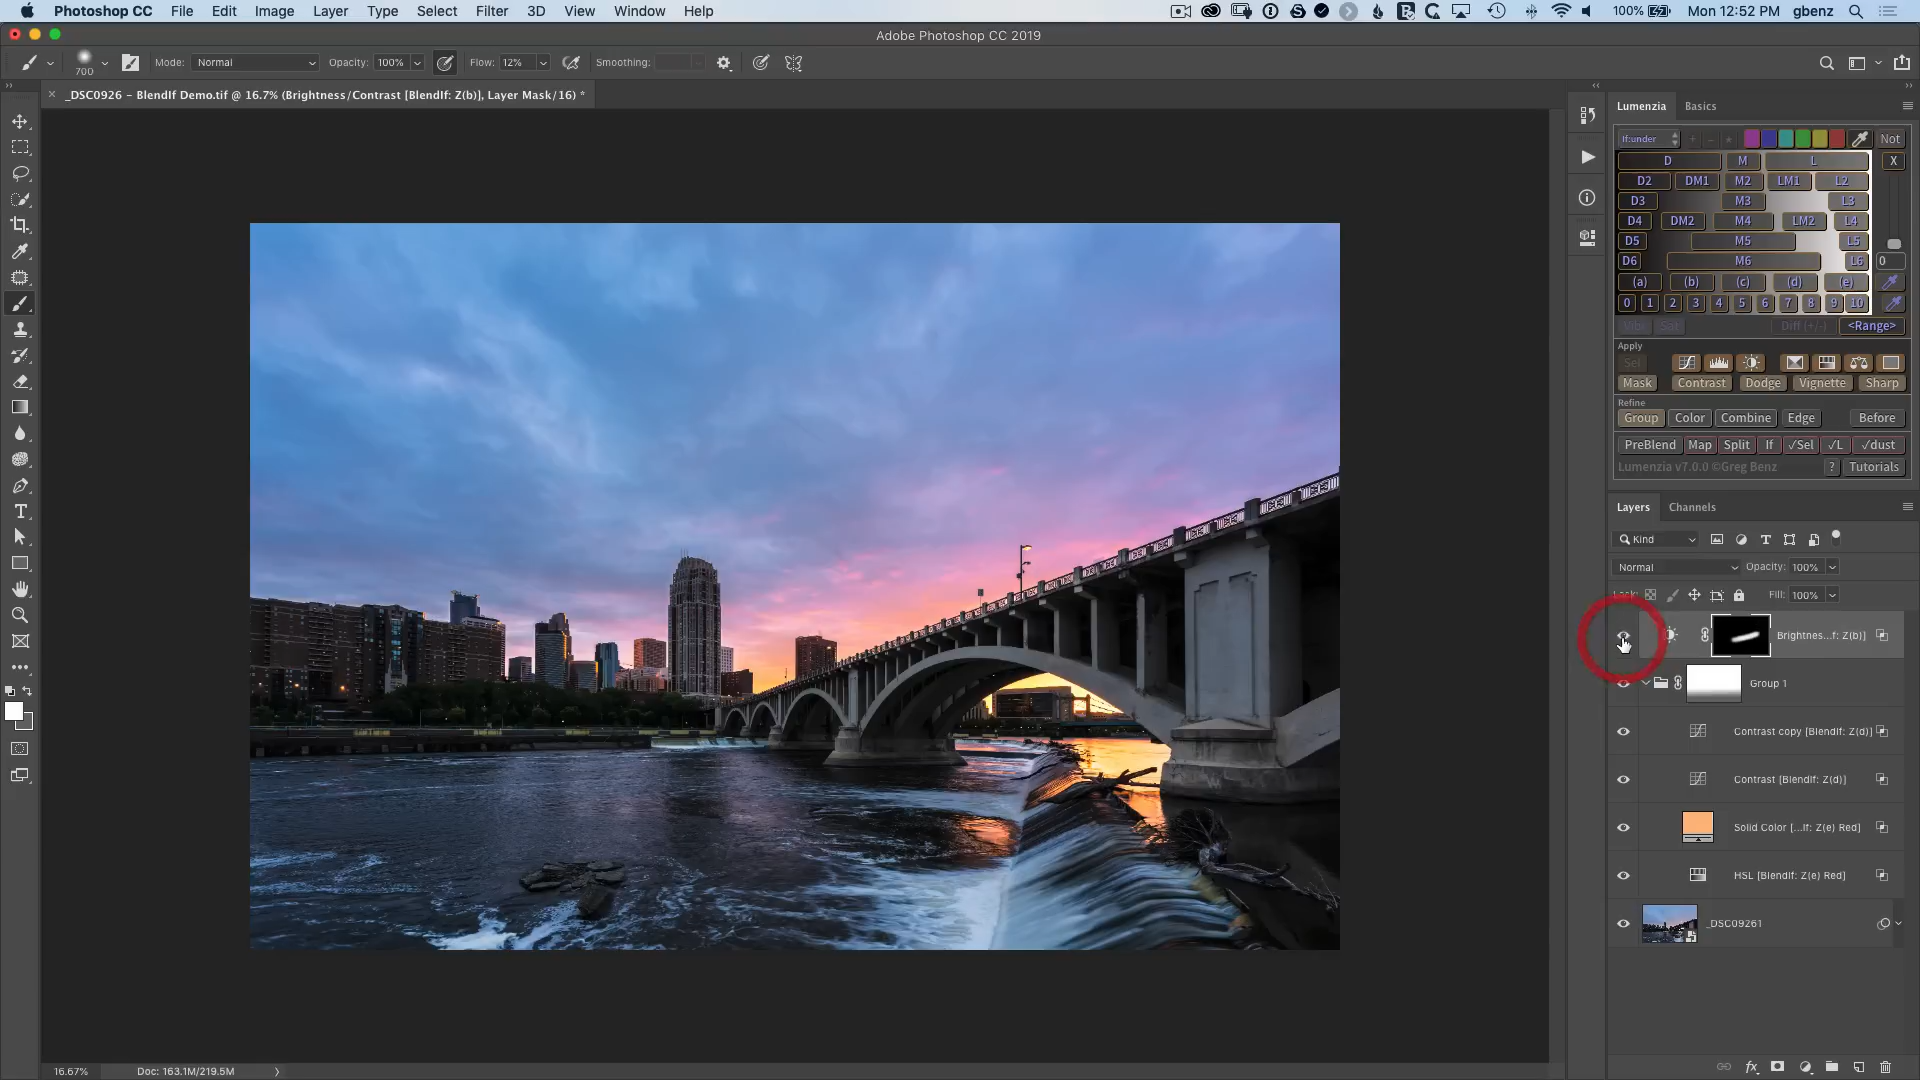 Photoshop CC File Edit Image Layer Type Select Filter 3D View Window Help 100% Mon 12:52 PM gbenz
Adobe Photoshop CC 2019
700 Mode: Normal Opacity: 100% Flow: 12% Smoothing:
× _DSC0926 - BlendIf Demo.tif @ 16.7% (Brightness/Contrast [BlendIf: Z(b)], Layer Mask/16) *
Lumenzia Basics
If:under + - * Not
D M L X
D2 DM1 M2 LM1 L2
D3 M3 L3
D4 DM2 M4 LM2 L4
D5 M5 L5
D6 M6 L6 0
(a) (b) (c) (d) (e)
0 1 2 3 4 5 6 7 8 9 10
Vib Sat Diff (+/-) <Range>
Apply
Sel
Mask Contrast Dodge Vignette Sharp
Refine
Group Color Combine Edge Before
PreBlend Map Split If √Sel √L √dust
Lumenzia v7.0.0 ©Greg Benz ? Tutorials
Layers Channels
Kind
Normal Opacity: 100%
Lock: Fill: 100%
Brightnes...f: Z(b)]
Group 1
Contrast copy [BlendIf: Z(d)]
Contrast [BlendIf: Z(d)]
Solid Color [...If: Z(e) Red]
HSL [BlendIf: Z(e) Red]
_DSC09261
16.67% Doc: 163.1M/219.5M